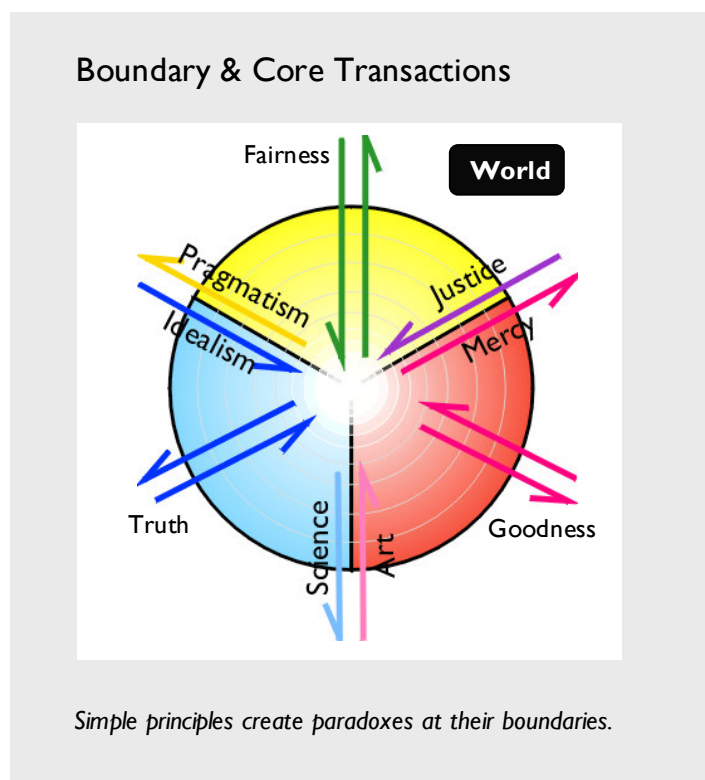 Boundary & Core Transactions
Fairness
World
Pragmatism
Justice
Idealism
Mercy
Truth
Science
Art
Goodness
Simple principles create paradoxes at their boundaries.